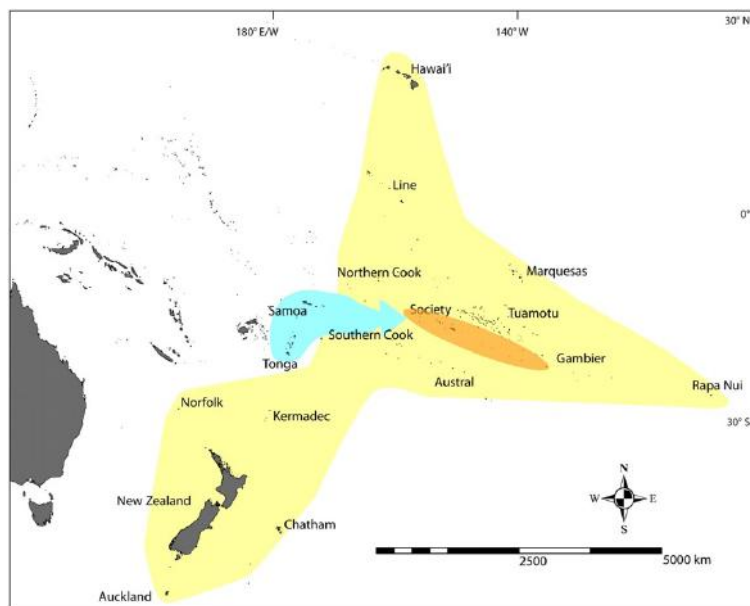 180° E/W
140° W
30° N
Hawai'i
Line
0°
Northern Cook
Marquesas
Samoa
Society
Tuamotu
Southern Cook
Tonga
Gambier
Austral
Rapa Nui
Norfolk
Kermadec
30° S
N
W
E
S
New Zealand
Chatham
2500
5000 km
Auckland